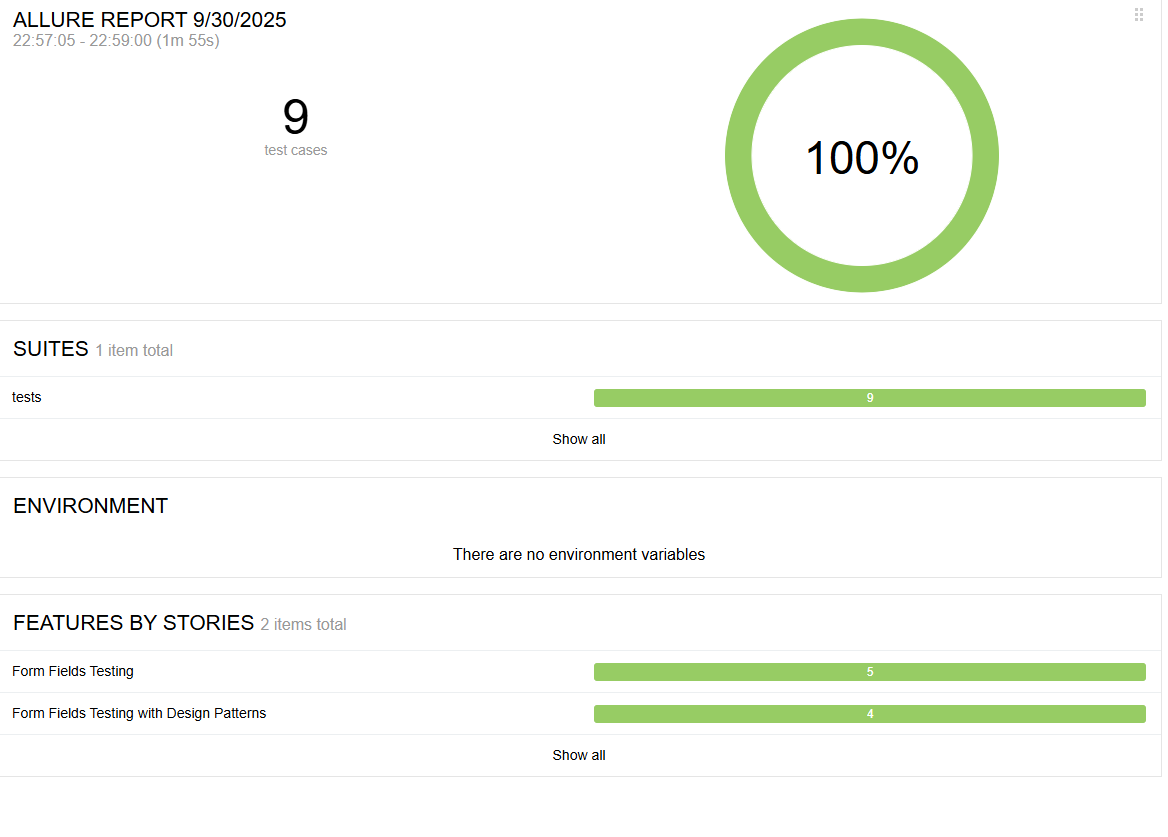 ALLURE REPORT 9/30/2025
22:57:05 - 22:59:00 (1m 55s)
9
test cases
100%
SUITES 1 item total
tests 9
Show all
ENVIRONMENT
There are no environment variables
FEATURES BY STORIES 2 items total
Form Fields Testing 5
Form Fields Testing with Design Patterns 4
Show all